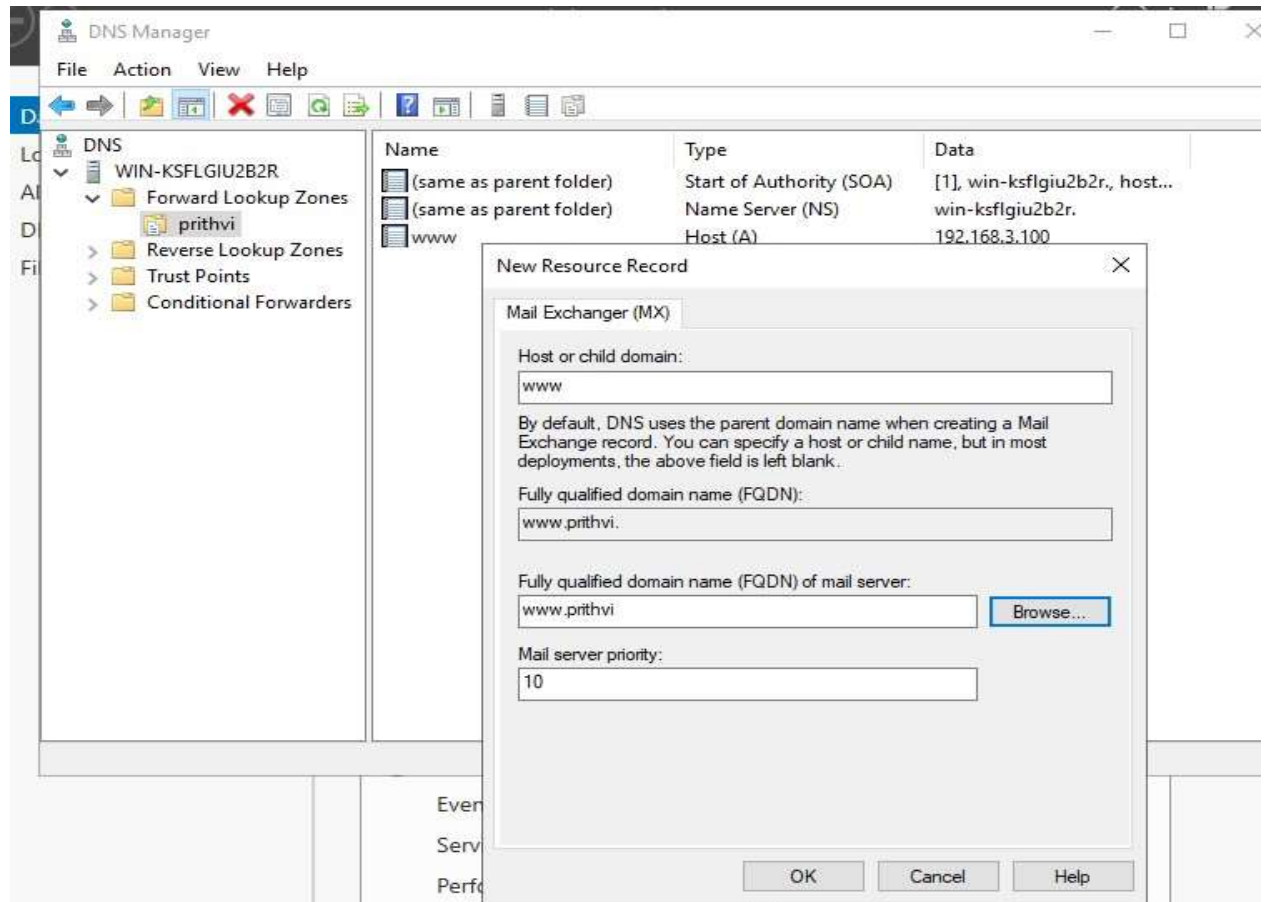 DNS Manager
File Action View Help
DNS
WIN-KSFLGIU2B2R
Forward Lookup Zones
prithvi
Reverse Lookup Zones
Trust Points
Conditional Forwarders
Name Type Data
(same as parent folder) Start of Authority (SOA) [1], win-ksflgiu2b2r., host...
(same as parent folder) Name Server (NS) win-ksflgiu2b2r.
www Host (A) 192.168.3.100
New Resource Record
Mail Exchanger (MX)
Host or child domain:
www
By default, DNS uses the parent domain name when creating a Mail
Exchange record. You can specify a host or child name, but in most
deployments, the above field is left blank.
Fully qualified domain name (FQDN):
www.prithvi.
Fully qualified domain name (FQDN) of mail server:
www.prithvi Browse...
Mail server priority:
10
OK Cancel Help